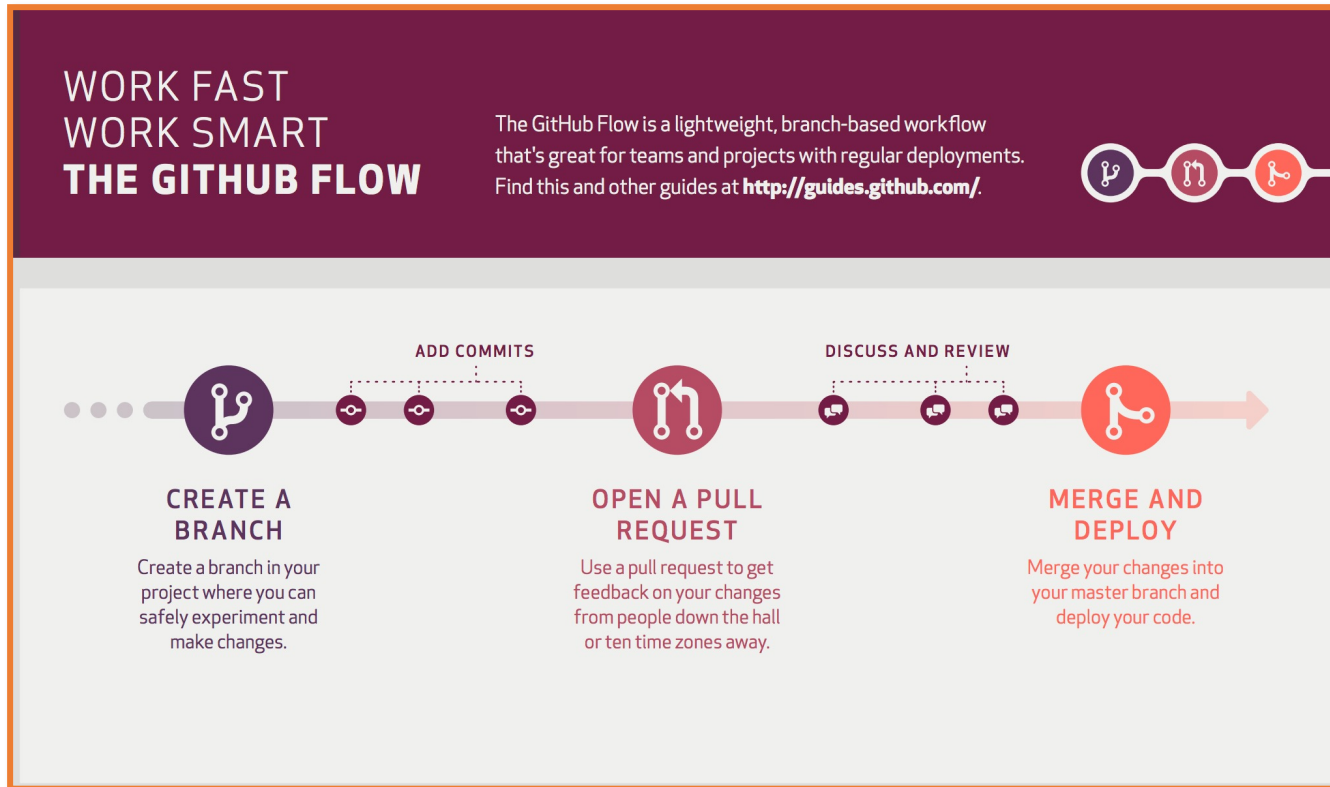 WORK FAST
WORK SMART
THE GITHUB FLOW
The GitHub Flow is a lightweight, branch-based workflow
that's great for teams and projects with regular deployments.
Find this and other guides at http://guides.github.com/.
ADD COMMITS
DISCUSS AND REVIEW
CREATE A
BRANCH
Create a branch in your
project where you can
safely experiment and
make changes.
OPEN A PULL
REQUEST
Use a pull request to get
feedback on your changes
from people down the hall
or ten time zones away.
MERGE AND
DEPLOY
Merge your changes into
your master branch and
deploy your code.